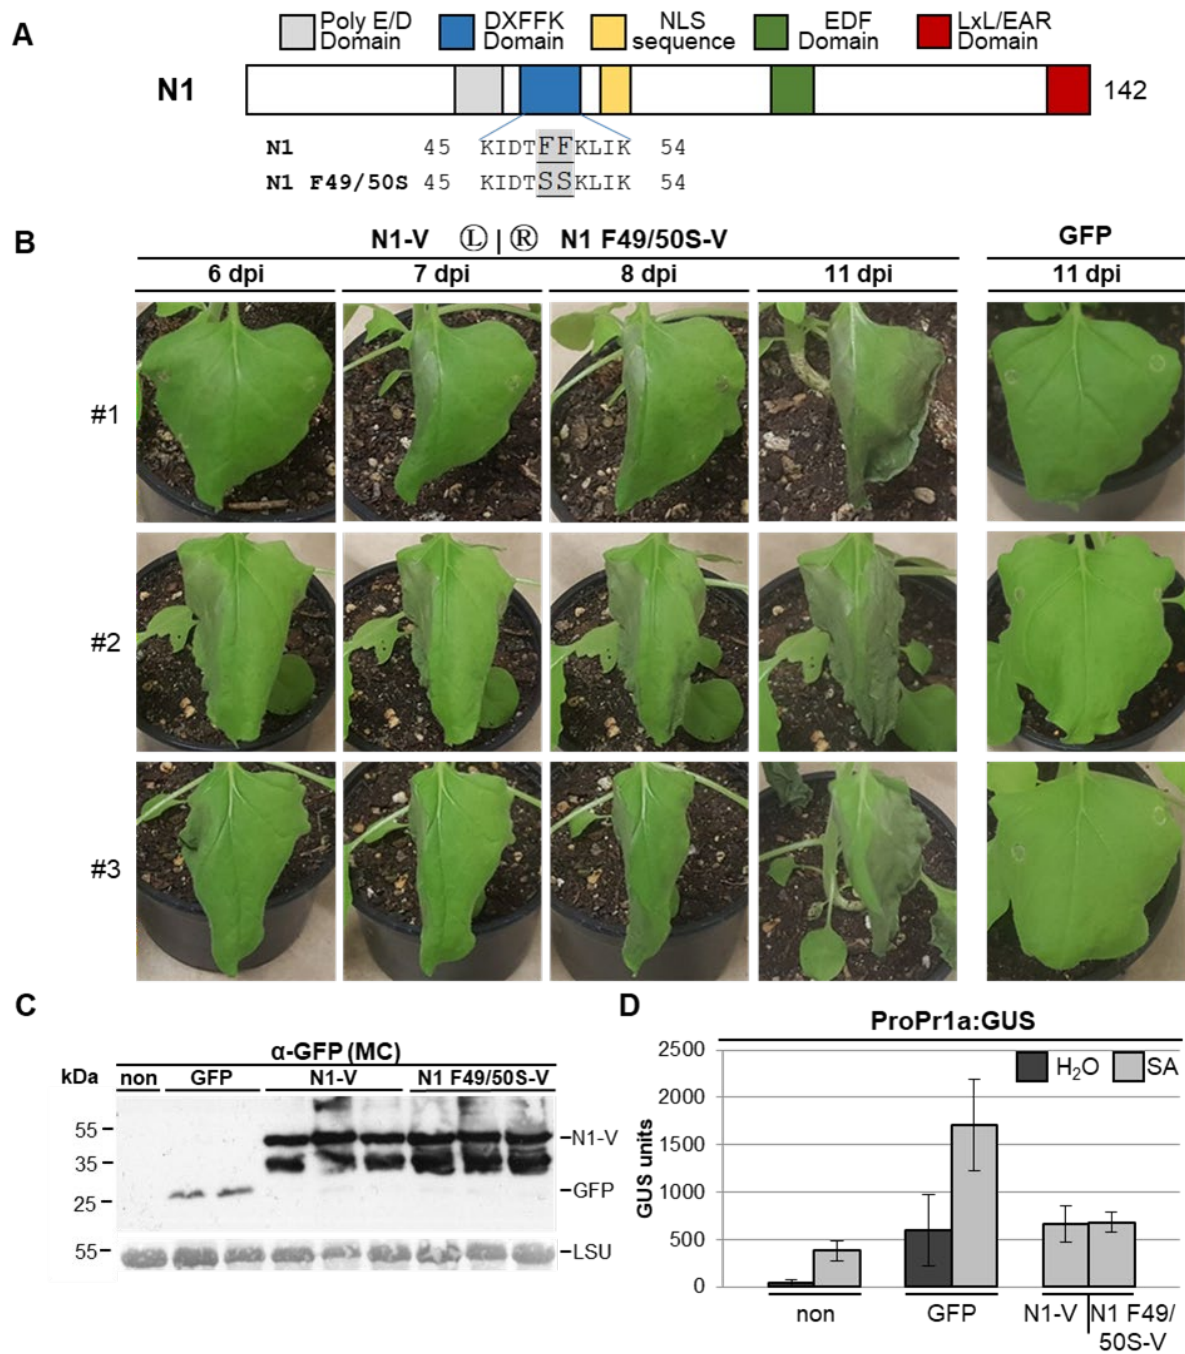 A
Poly E/D Domain
DXFFK Domain
NLS sequence
EDF Domain
LxL/EAR Domain
N1
142
N1 45 KIDTFFKLIK 54
N1 F49/50S 45 KIDTSSKLIK 54
B
N1-V Ⓛ | Ⓡ N1 F49/50S-V
GFP
6 dpi 7 dpi 8 dpi 11 dpi 11 dpi
#1
#2
#3
C
α-GFP (MC)
kDa non GFP N1-V N1 F49/50S-V
55
N1-V
35
GFP
25
55
LSU
D
ProPr1a:GUS
H₂O SA
GUS units
2500
2000
1500
1000
500
0
non GFP N1-V N1 F49/
50S-V